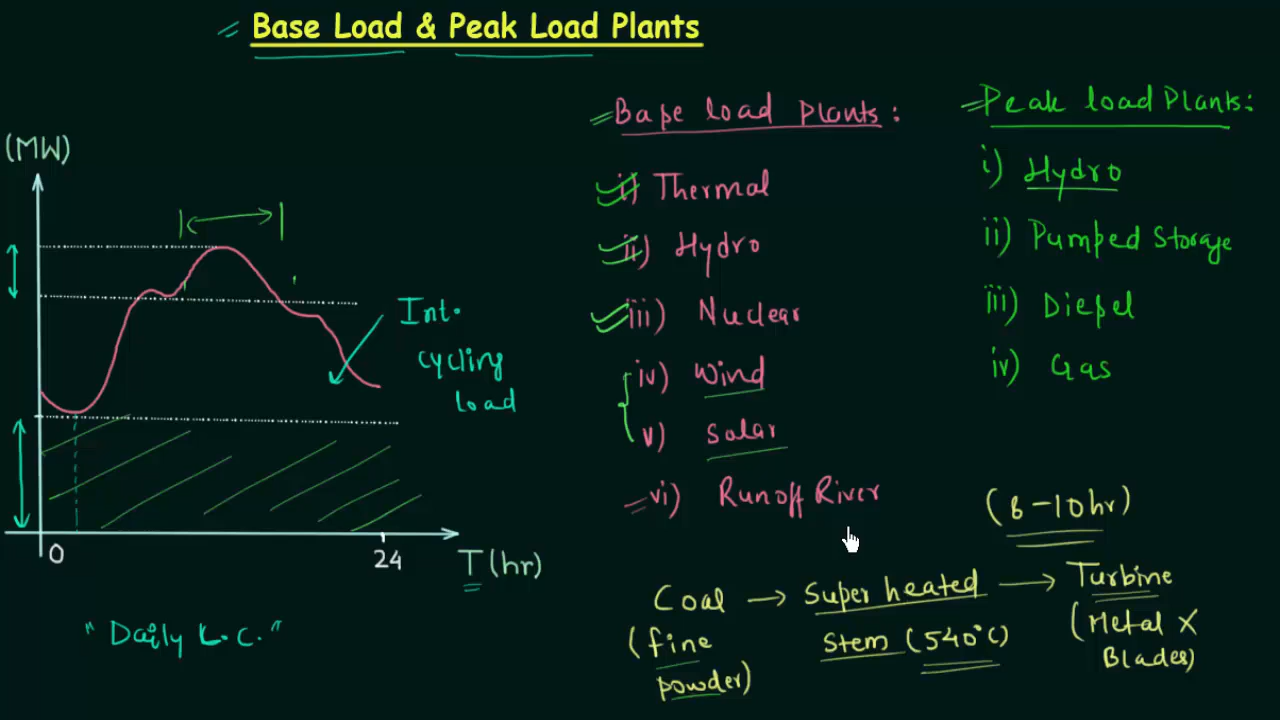 Base Load & Peak Load Plants
(MW)
Int.
cycling
load
0
24
T (hr)
"Daily L.C."
Base load plants:
i) Thermal
ii) Hydro
iii) Nuclear
iv) Wind
v) Solar
vi) Runoff River
Peak load Plants:
i) Hydro
ii) Pumped Storage
iii) Diesel
iv) Gas
(8-10hr)
Coal → Super heated → Turbine
(fine Stem (540°C) (Metal X
powder) Blades)